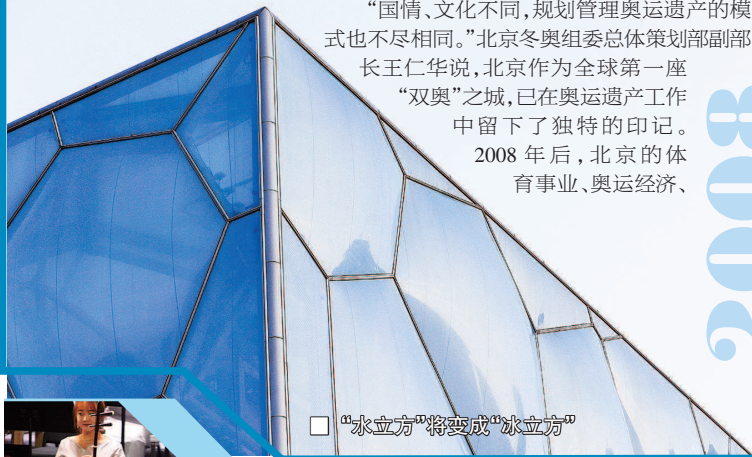 “国情、文化不同,规划管理奥运遗产的模
式也不尽相同。”北京冬奥组委总体策划部副部
长王仁华说,北京作为全球第一座
“双奥”之城,已在奥运遗产工作
中留下了独特的印记。
2008 年后,北京的体
育事业、奥运经济、
2008
□ “水立方”将变成“冰立方”